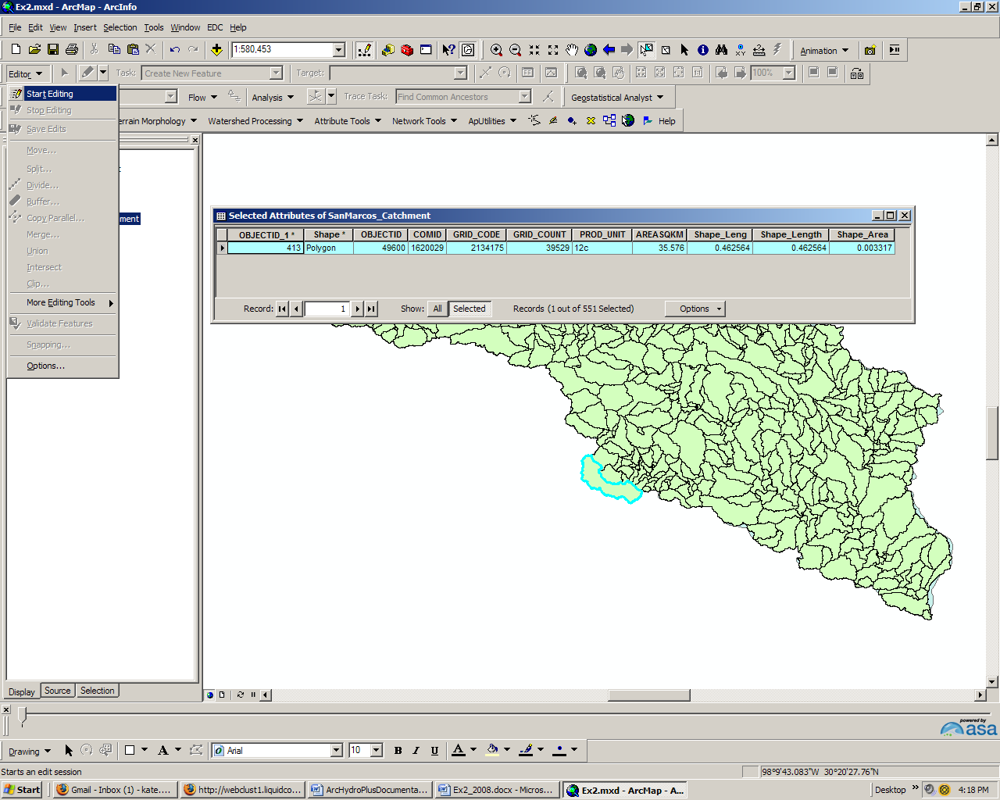 Ex2.mxd - ArcMap - ArcInfo
File Edit View Insert Selection Tools Window EDC Help
1:580,453
Animation
Editor Task: Create New Feature Target: 100%
Flow Analysis Trace Task: Find Common Ancestors Geostatistical Analyst
errain Morphology Watershed Processing Attribute Tools Network Tools ApUtilities Help
Start Editing
Stop Editing
Save Edits
Move...
Split...
Divide...
Buffer...
Copy Parallel...
Merge...
Union
Intersect
Clip...
More Editing Tools
Validate Features
Snapping...
Options...
ment
Selected Attributes of SanMarcos_Catchment
OBJECTID_1 * Shape * OBJECTID COMID GRID_CODE GRID_COUNT PROD_UNIT AREASQKM Shape_Leng Shape_Length Shape_Area
413 Polygon 49600 1620029 2134175 39529 12c 35.576 0.462564 0.462564 0.003317
Record: 1 Show: All Selected Records (1 out of 551 Selected) Options
Display Source Selection
powered by
asa
Drawing A Arial 10 B I U A
Starts an edit session
98°9'43.083"W 30°20'27.76"N
Start Gmail - Inbox (1) - kate.... http://webclust1.liquidco... ArcHydroPlusDocumenta... Ex2_2008.docx - Micros... Ex2.mxd - ArcMap - A... Desktop 4:18 PM